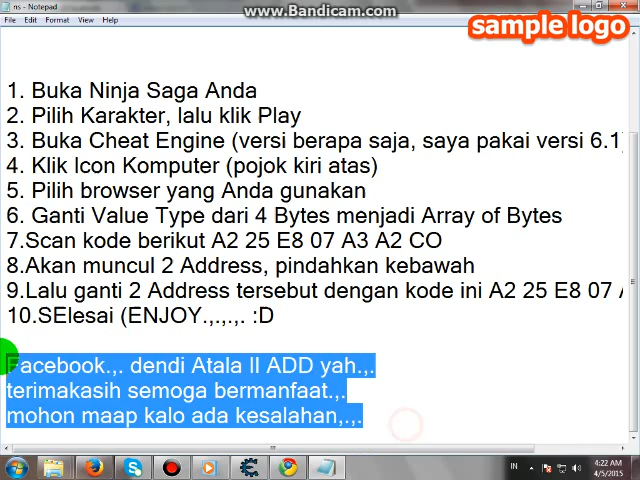 www.Bandicam.com
ns - Notepad
File Edit Format View Help
sample logo
1. Buka Ninja Saga Anda
2. Pilih Karakter, lalu klik Play
3. Buka Cheat Engine (versi berapa saja, saya pakai versi 6.1)
4. Klik Icon Komputer (pojok kiri atas)
5. Pilih browser yang Anda gunakan
6. Ganti Value Type dari 4 Bytes menjadi Array of Bytes
7.Scan kode berikut A2 25 E8 07 A3 A2 CO
8.Akan muncul 2 Address, pindahkan kebawah
9.Lalu ganti 2 Address tersebut dengan kode ini A2 25 E8 07
10.SElesai (ENJOY.,.,.,. :D
Facebook.,. dendi Atala II ADD yah.,.
terimakasih semoga bermanfaat.,.
mohon maap kalo ada kesalahan,.,.
IN
4:22 AM
4/5/2015